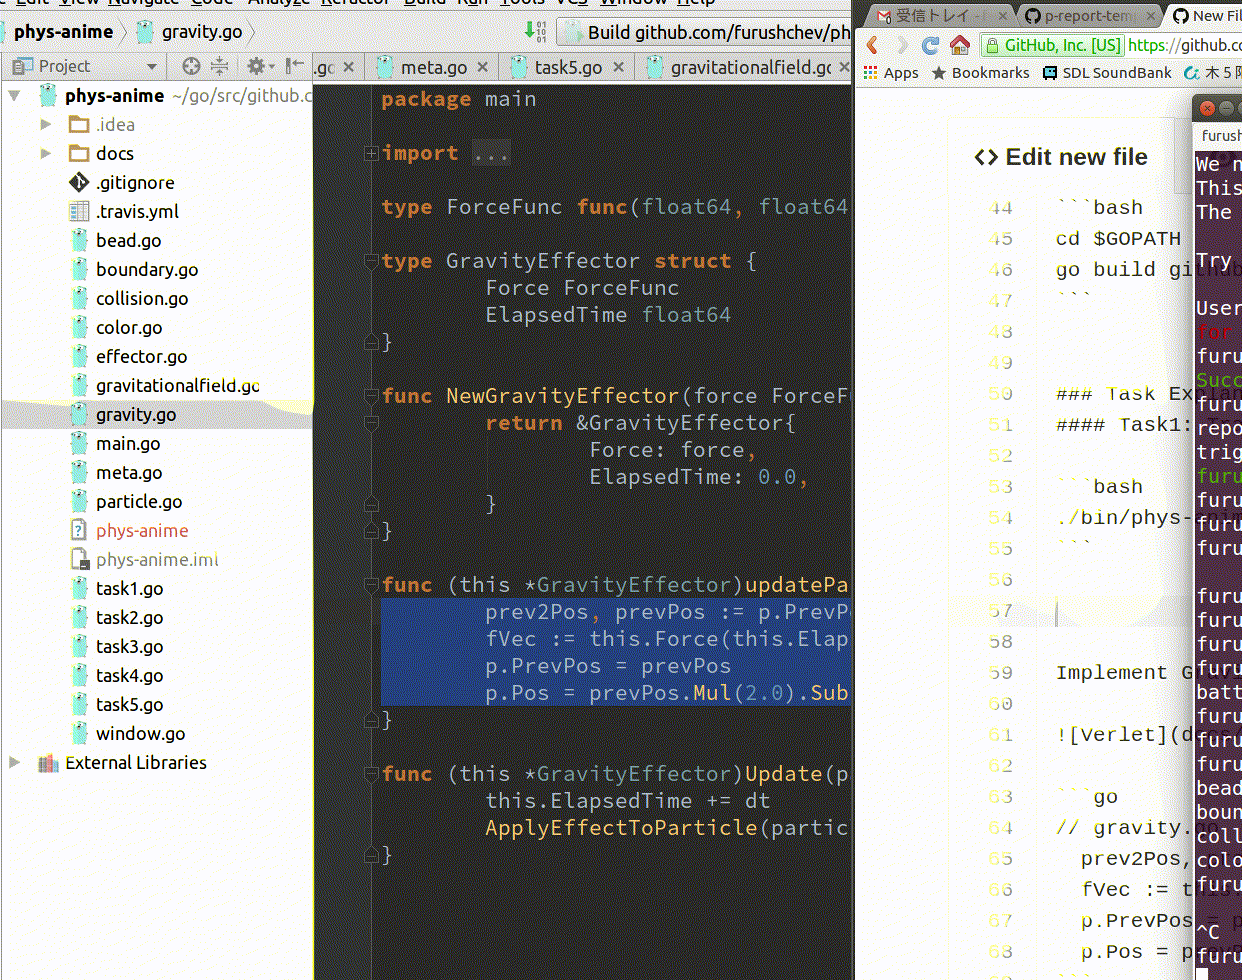 Edit View Navigate Code Analyze Refactor Build Run Tools VCS Window Help
phys-anime
gravity.go
Build github.com/furushchev/ph
Project
.go
meta.go
task5.go
gravitationalfield.go
phys-anime ~/go/src/github.c
.idea
docs
.gitignore
.travis.yml
bead.go
boundary.go
collision.go
color.go
effector.go
gravitationalfield.go
gravity.go
main.go
meta.go
particle.go
phys-anime
phys-anime.iml
task1.go
task2.go
task3.go
task4.go
task5.go
window.go
External Libraries
package main
import ...
type ForceFunc func(float64, float64
type GravityEffector struct {
Force ForceFunc
ElapsedTime float64
}
func NewGravityEffector(force ForceF
return &GravityEffector{
Force: force,
ElapsedTime: 0.0,
}
}
func (this *GravityEffector)updatePa
prev2Pos, prevPos := p.PrevP
fVec := this.Force(this.Elap
p.PrevPos = prevPos
p.Pos = prevPos.Mul(2.0).Sub
}
func (this *GravityEffector)Update(p
this.ElapsedTime += dt
ApplyEffectToParticle(partic
}
受信トレイ -
p-report-tem
New Fil
GitHub, Inc. [US] https://github.c
Apps
Bookmarks
SDL SoundBank
木 5 限
<> Edit new file
44 ```bash
45 cd $GOPATH
46 go build github
47 ```
48
49
50 ### Task Explan
51 #### Task1:
52
53 ```bash
54 ./bin/phys-anim
55 ```
56
57
58
59 Implement Gravi
60
61 ![Verlet](docs/
62
63 ```go
64 // gravity.go
65 prev2Pos,
66 fVec := this.
67 p.PrevPos = p
68 p.Pos = prevP
furush
We n
This
The
Try
User
for
furu
Succ
furu
repo
trig
furu
furu
furu
furu
furu
furu
furu
furu
batt
furu
furu
furu
bead
boun
coll
colo
furu
^C
furu